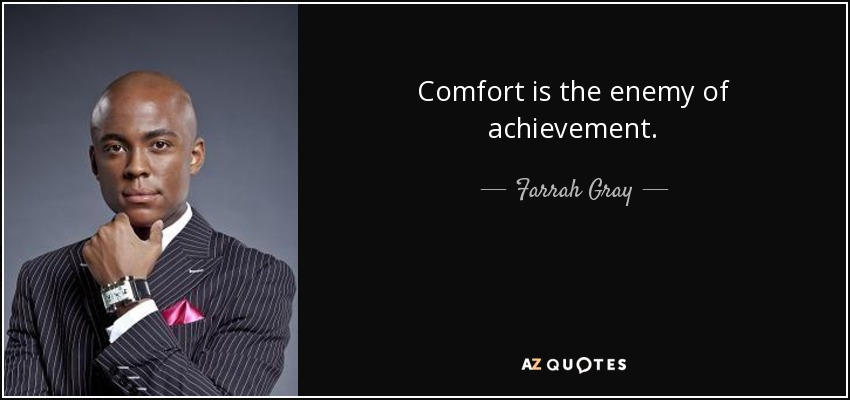 Comfort is the enemy of
achievement.
— Farrah Gray —
AZ QUOTES